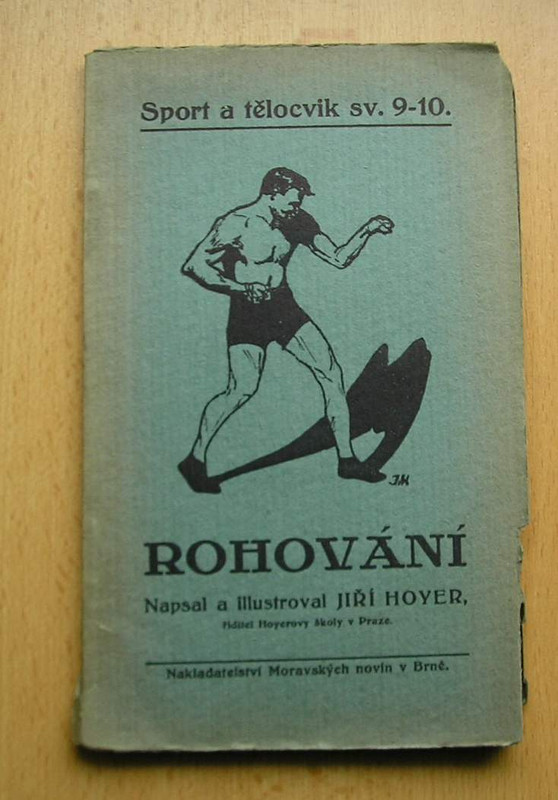 Sport a tělocvik sv. 9-10.
JH
ROHOVÁNÍ
Napsal a Illustroval JIŘÍ HOYER,
ředitel Hoyerovy školy v Praze.
Nakladatelství Moravských novin v Brně.